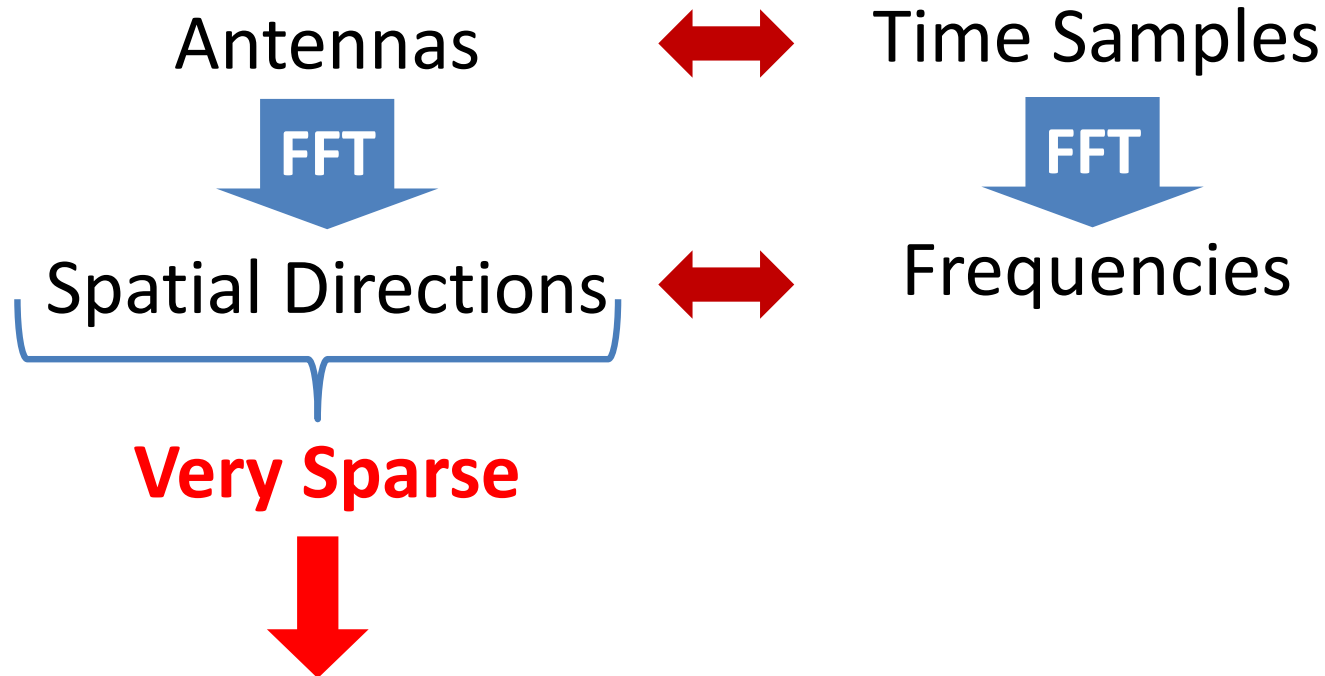 Antennas
Time Samples
FFT
FFT
Spatial Directions
Frequencies
Very Sparse